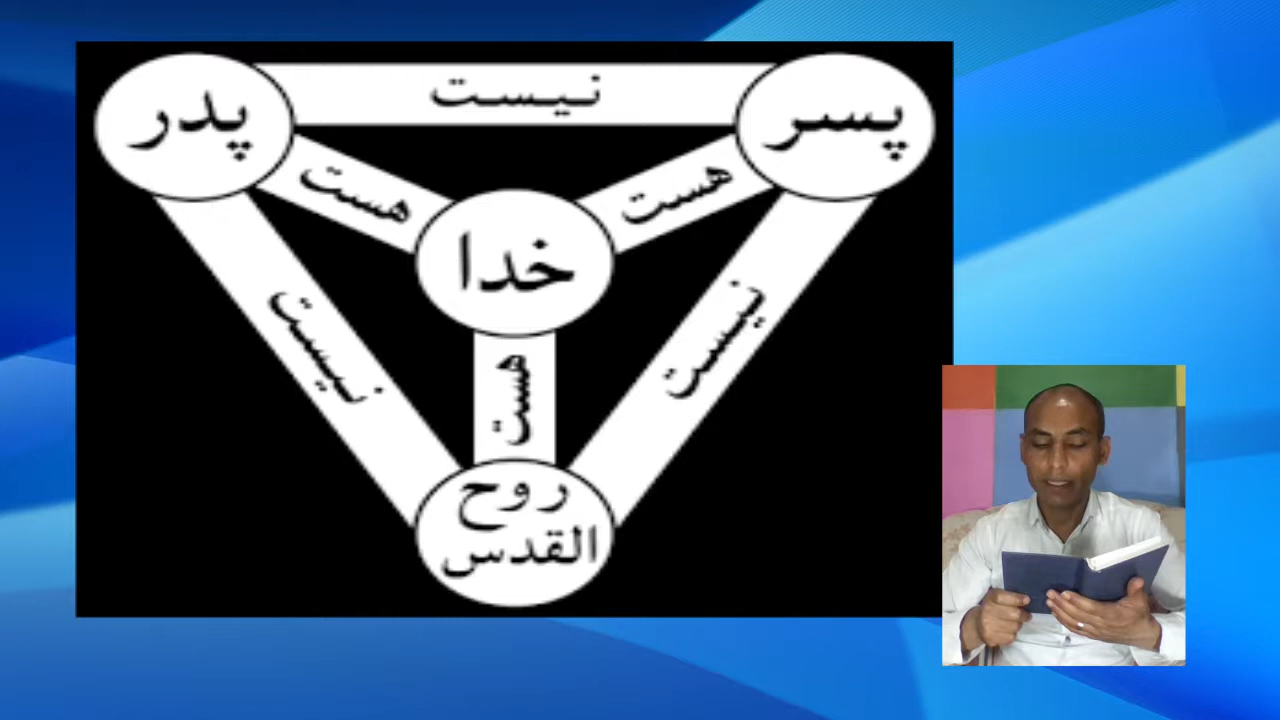 پسر
نیست
پدر
هست
هست
خدا
نیست
نیست
هست
روح
القدس